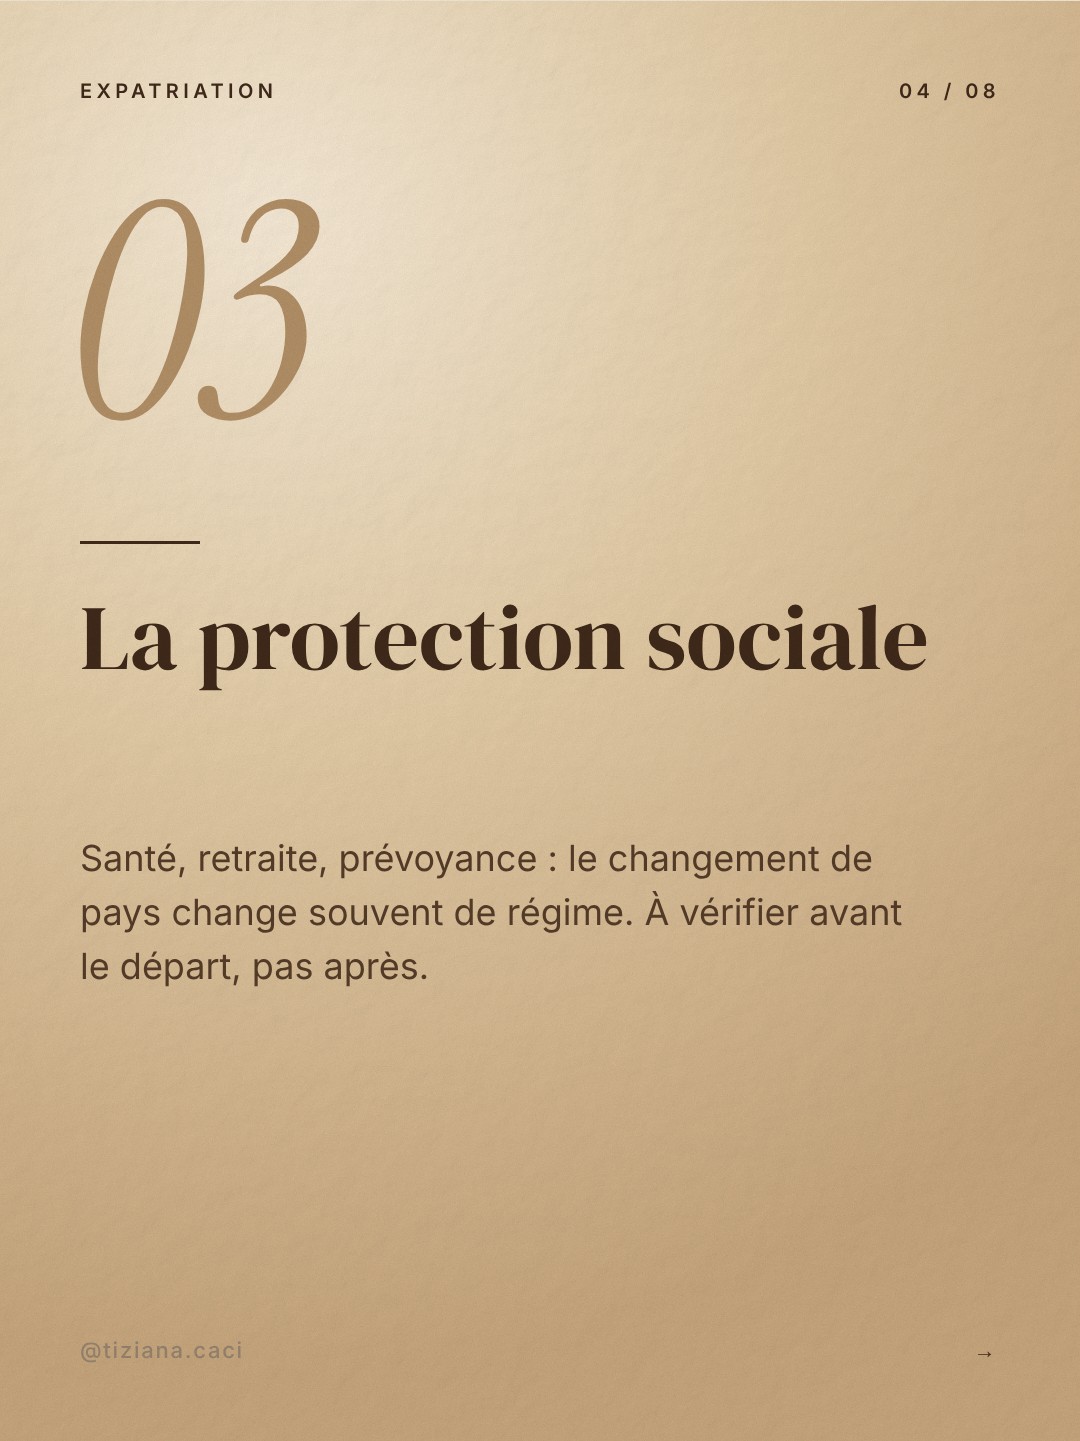 EXPATRIATION
04 / 08
03
La protection sociale
Santé, retraite, prévoyance : le changement de
pays change souvent de régime. À vérifier avant
le départ, pas après.
@tiziana.caci
→